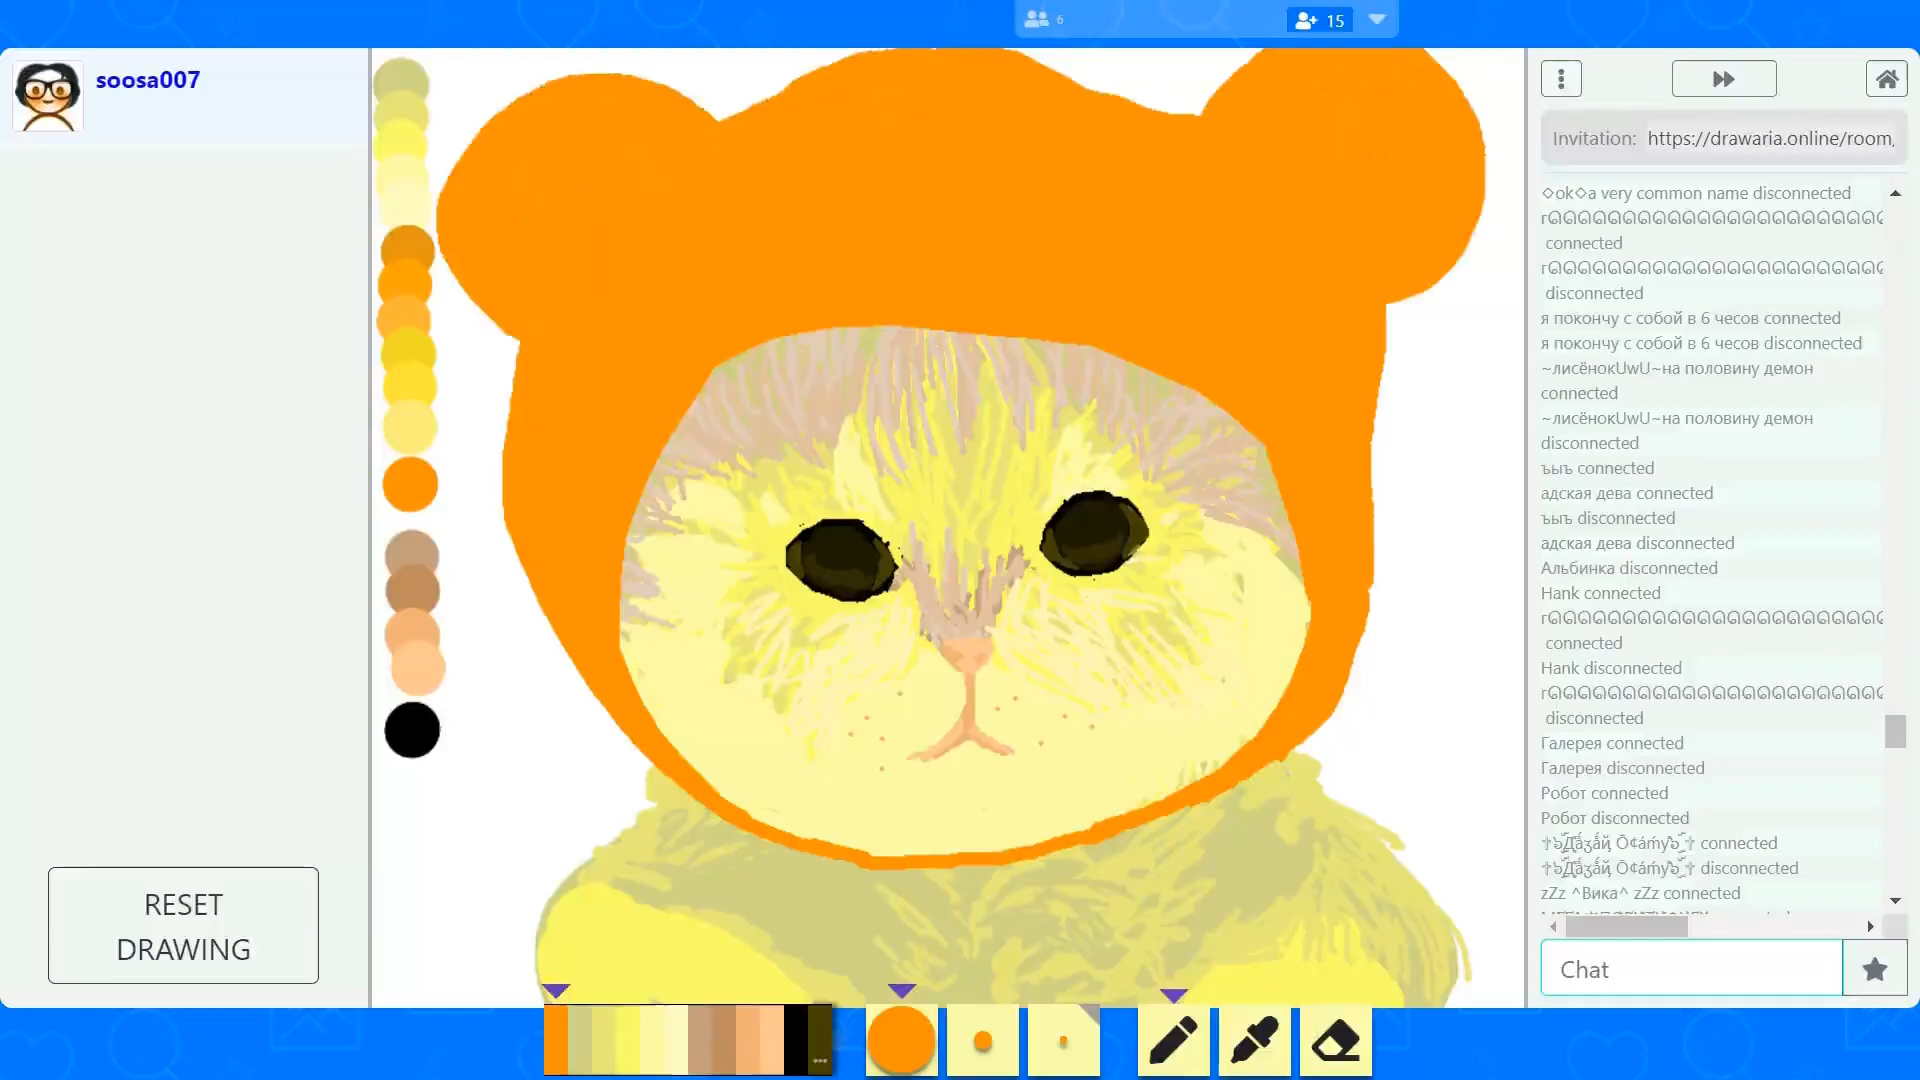 6
15
soosa007
Invitation: https://drawaria.online/room/
◇ok◇a very common name disconnected
connected
disconnected
я покончу с собой в 6 чесов connected
я покончу с собой в 6 чесов disconnected
~лисёнокUwU~на половину демон
connected
~лисёнокUwU~на половину демон
disconnected
ъыъ connected
адская дева connected
ъыъ disconnected
адская дева disconnected
Альбинка disconnected
Hank connected
connected
Hank disconnected
disconnected
Галерея connected
Галерея disconnected
Робот connected
Робот disconnected
connected
disconnected
zZz ^Вика^ zZz connected
RESET
DRAWING
Chat